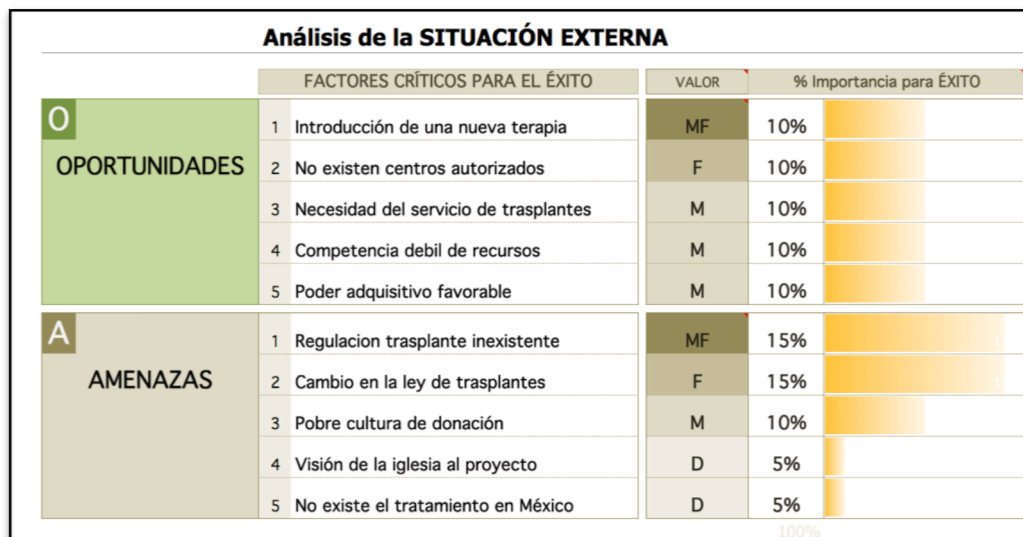 Análisis de la SITUACIÓN EXTERNA
FACTORES CRÍTICOS PARA EL ÉXITO VALOR % Importancia para ÉXITO
O
OPORTUNIDADES
1 Introducción de una nueva terapia MF 10%
2 No existen centros autorizados F 10%
3 Necesidad del servicio de trasplantes M 10%
4 Competencia debil de recursos M 10%
5 Poder adquisitivo favorable M 10%
A
AMENAZAS
1 Regulacion trasplante inexistente MF 15%
2 Cambio en la ley de trasplantes F 15%
3 Pobre cultura de donación M 10%
4 Visión de la iglesia al proyecto D 5%
5 No existe el tratamiento en México D 5%
100%